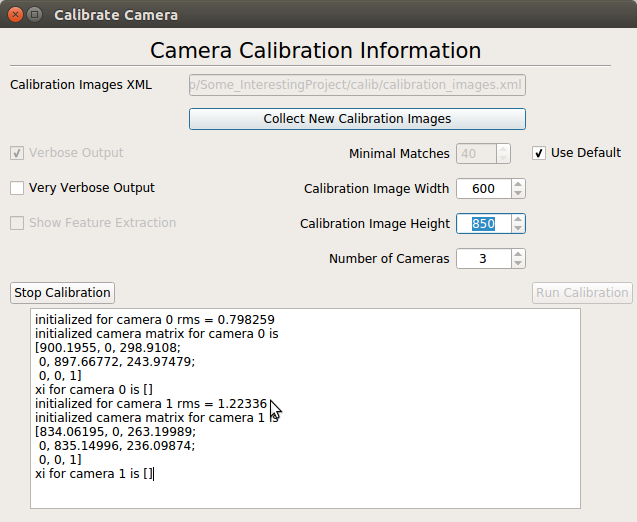 Calibrate Camera
Camera Calibration Information
Calibration Images XML
p/Some_InterestingProject/calib/calibration_images.xml
Collect New Calibration Images
Verbose Output
Minimal Matches 40
Use Default
Very Verbose Output
Calibration Image Width 600
Show Feature Extraction
Calibration Image Height 850
Number of Cameras 3
Stop Calibration
Run Calibration
initialized for camera 0 rms = 0.798259
initialized camera matrix for camera 0 is
[900.1955, 0, 298.9108;
0, 897.66772, 243.97479;
0, 0, 1]
xi for camera 0 is []
initialized for camera 1 rms = 1.22336
initialized camera matrix for camera 1 is
[834.06195, 0, 263.19989;
0, 835.14996, 236.09874;
0, 0, 1]
xi for camera 1 is []